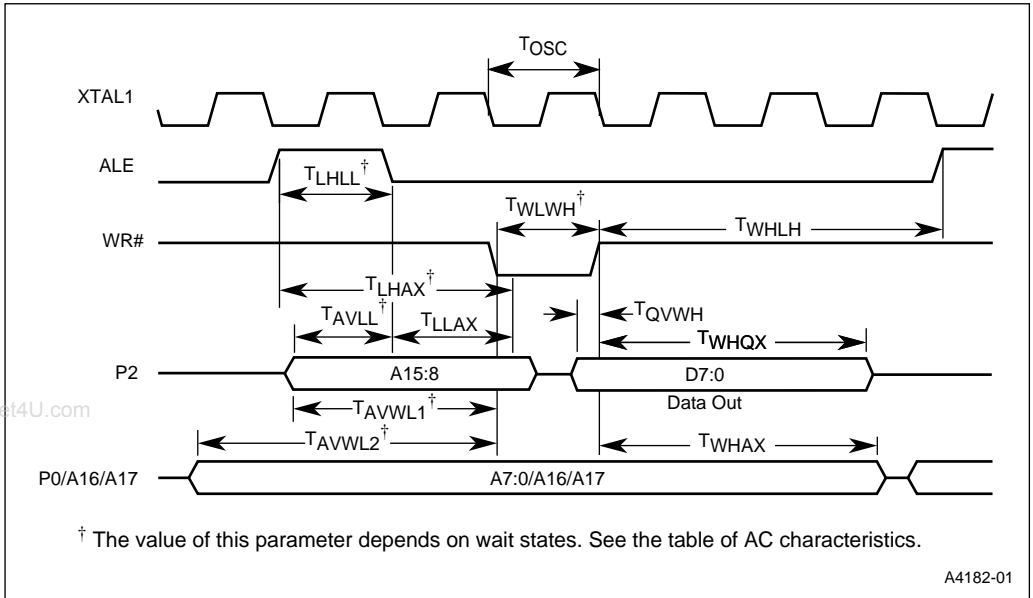 TOSC
XTAL1
ALE
TLHLL†
TWLWH†
TWHLH
WR#
TLHAX†
TAVLL†
TLLAX
TQVWH
TWHQX
P2
A15:8
D7:0
Data Out
et4U.com
TAVWL1†
TAVWL2†
TWHAX
P0/A16/A17
A7:0/A16/A17
† The value of this parameter depends on wait states. See the table of AC characteristics.
A4182-01